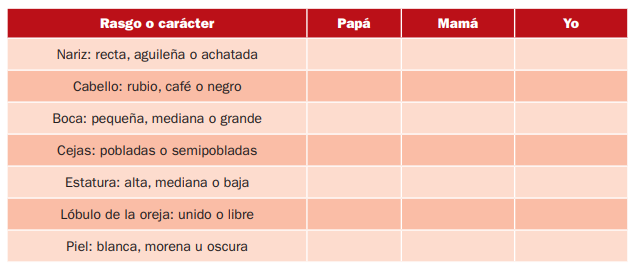 Rasgo o carácter Papá Mamá Yo
Nariz: recta, aguileña o achatada
Cabello: rubio, café o negro
Boca: pequeña, mediana o grande
Cejas: pobladas o semipobladas
Estatura: alta, mediana o baja
Lóbulo de la oreja: unido o libre
Piel: blanca, morena u oscura